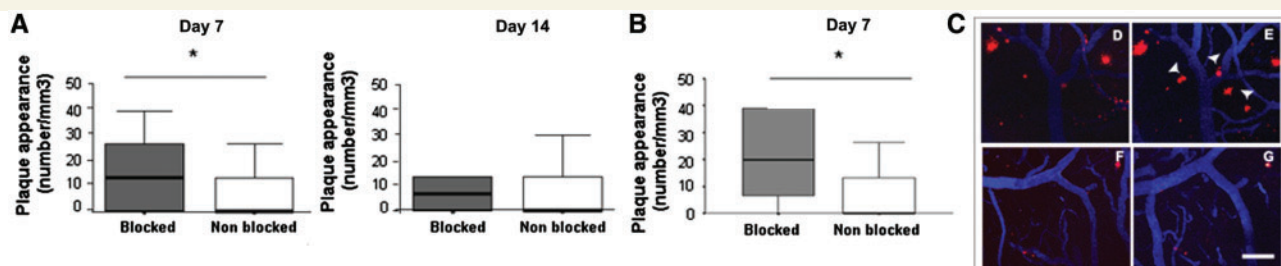 A
Day 7
*
Plaque appearance
(number/mm3)
50
40
30
20
10
0
Blocked
Non blocked
Day 14
Plaque appearance
(number/mm3)
50
40
30
20
10
0
Blocked
Non blocked
B
Day 7
*
Plaque appearance
(number/mm3)
50
40
30
20
10
0
Blocked
Non blocked
C
D
E
F
G